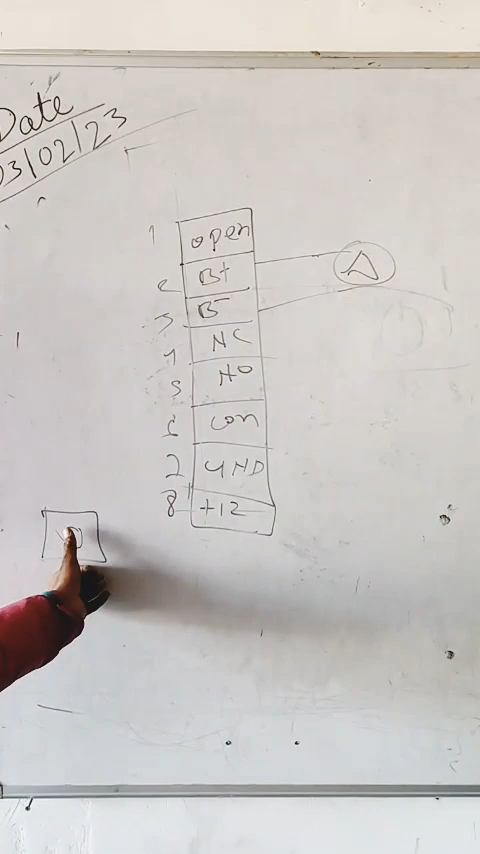 Date
03/02/23
1 open
2 B+
3 B-
4 NC
5 NO
6 com
7 GND
8 +12